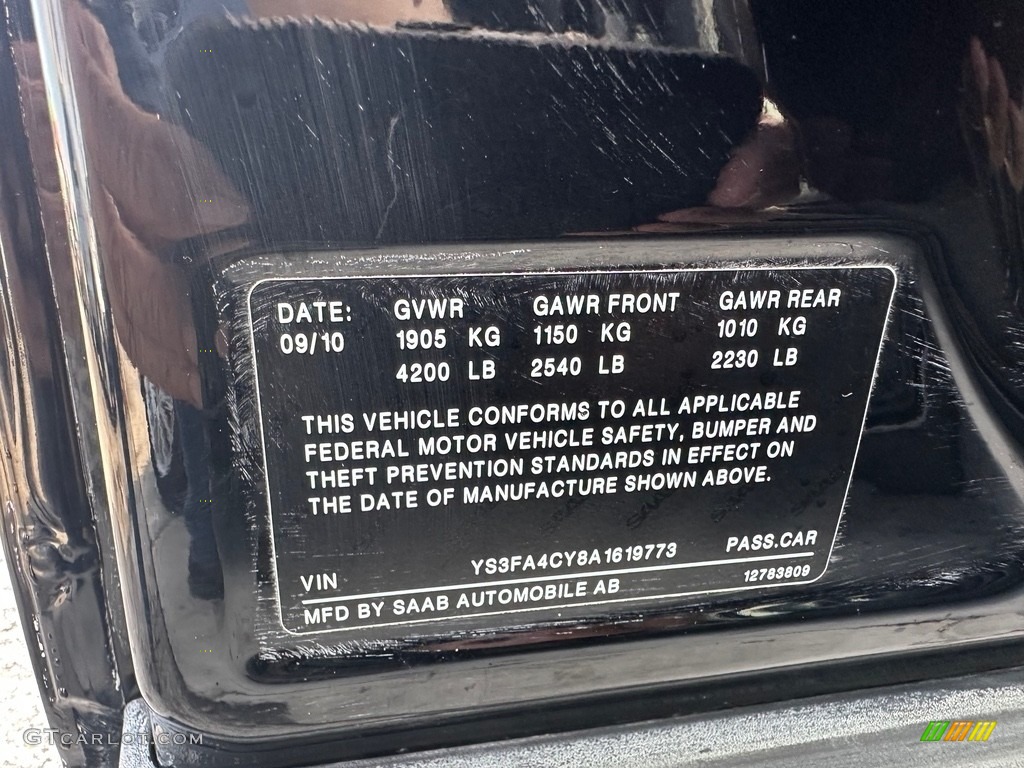 DATE: GVWR GAWR FRONT GAWR REAR
09/10 1905 KG 1150 KG 1010 KG
4200 LB 2540 LB 2230 LB
THIS VEHICLE CONFORMS TO ALL APPLICABLE
FEDERAL MOTOR VEHICLE SAFETY, BUMPER AND
THEFT PREVENTION STANDARDS IN EFFECT ON
THE DATE OF MANUFACTURE SHOWN ABOVE.
VIN YS3FA4CY8A1619773 PASS.CAR
MFD BY SAAB AUTOMOBILE AB 12783809
GTCARLOT.COM